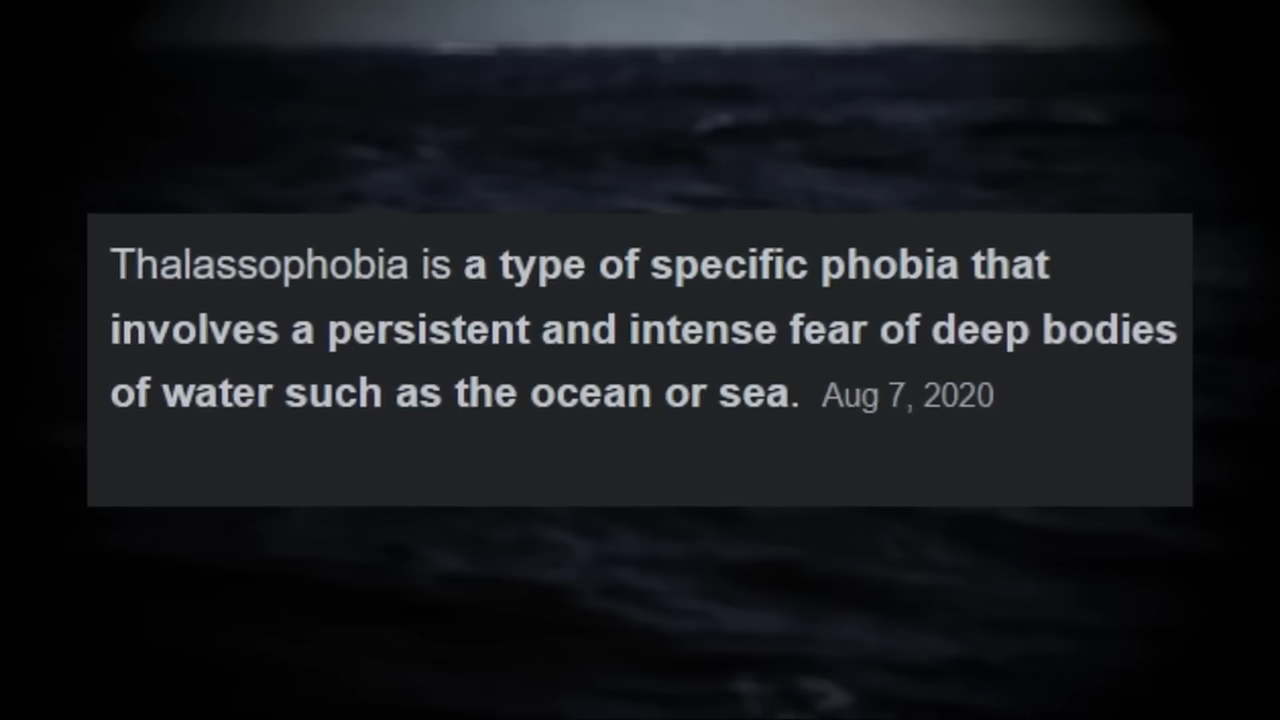 Thalassophobia is a type of specific phobia that
involves a persistent and intense fear of deep bodies
of water such as the ocean or sea. Aug 7, 2020